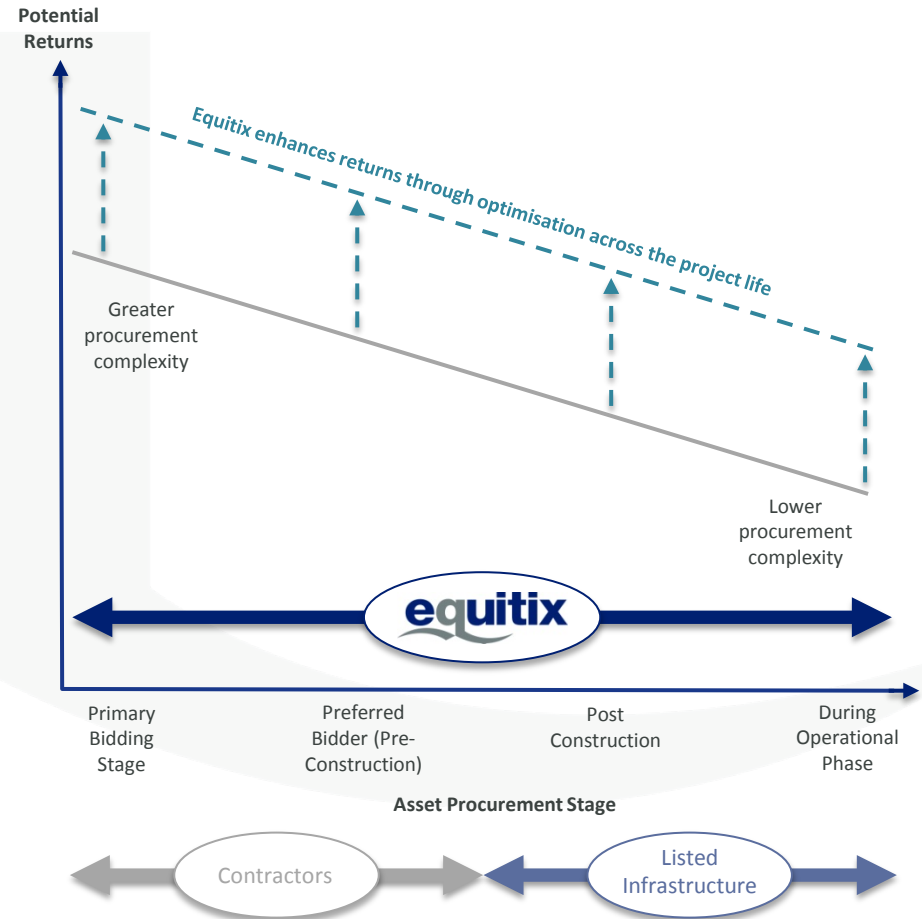 Potential
Returns
Equitix enhances returns through optimisation across the project life
Greater
procurement
complexity
Lower
procurement
complexity
equitix
Primary
Bidding
Stage
Preferred
Bidder (Pre-
Construction)
Post
Construction
During
Operational
Phase
Asset Procurement Stage
Contractors
Listed
Infrastructure